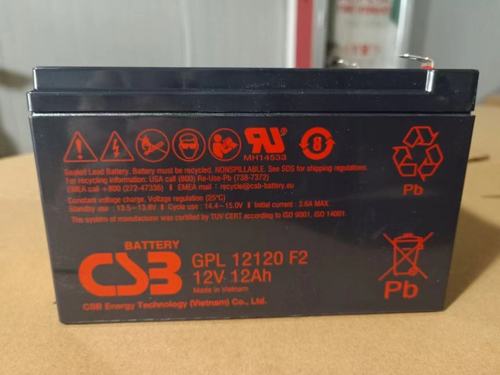 MH14533
8
Sealed Lead Battery. Battery must be recycled. NONSPILLABLE. See SDS for shipping.
For recycling information: USA call (800) Re-Use-Pb (738-7372)
EMEA call +800 (272-47336) | EMEA mail recycle@csb-battery.eu
Constant voltage charge, Voltage regulation (25°C)
Standby use : 13.5~13.8V | Cycle use : 14.4~15.0V | Initial current : 3.6A MAX.
The system of manufacturer was certified by TUV CERT according to ISO 9001, ISO 14001.
Pb
BATTERY
CSB
GPL 12120 F2
12V 12Ah
Made in Vietnam
CSB Energy Technology (Vietnam) Co., Ltd.
Pb